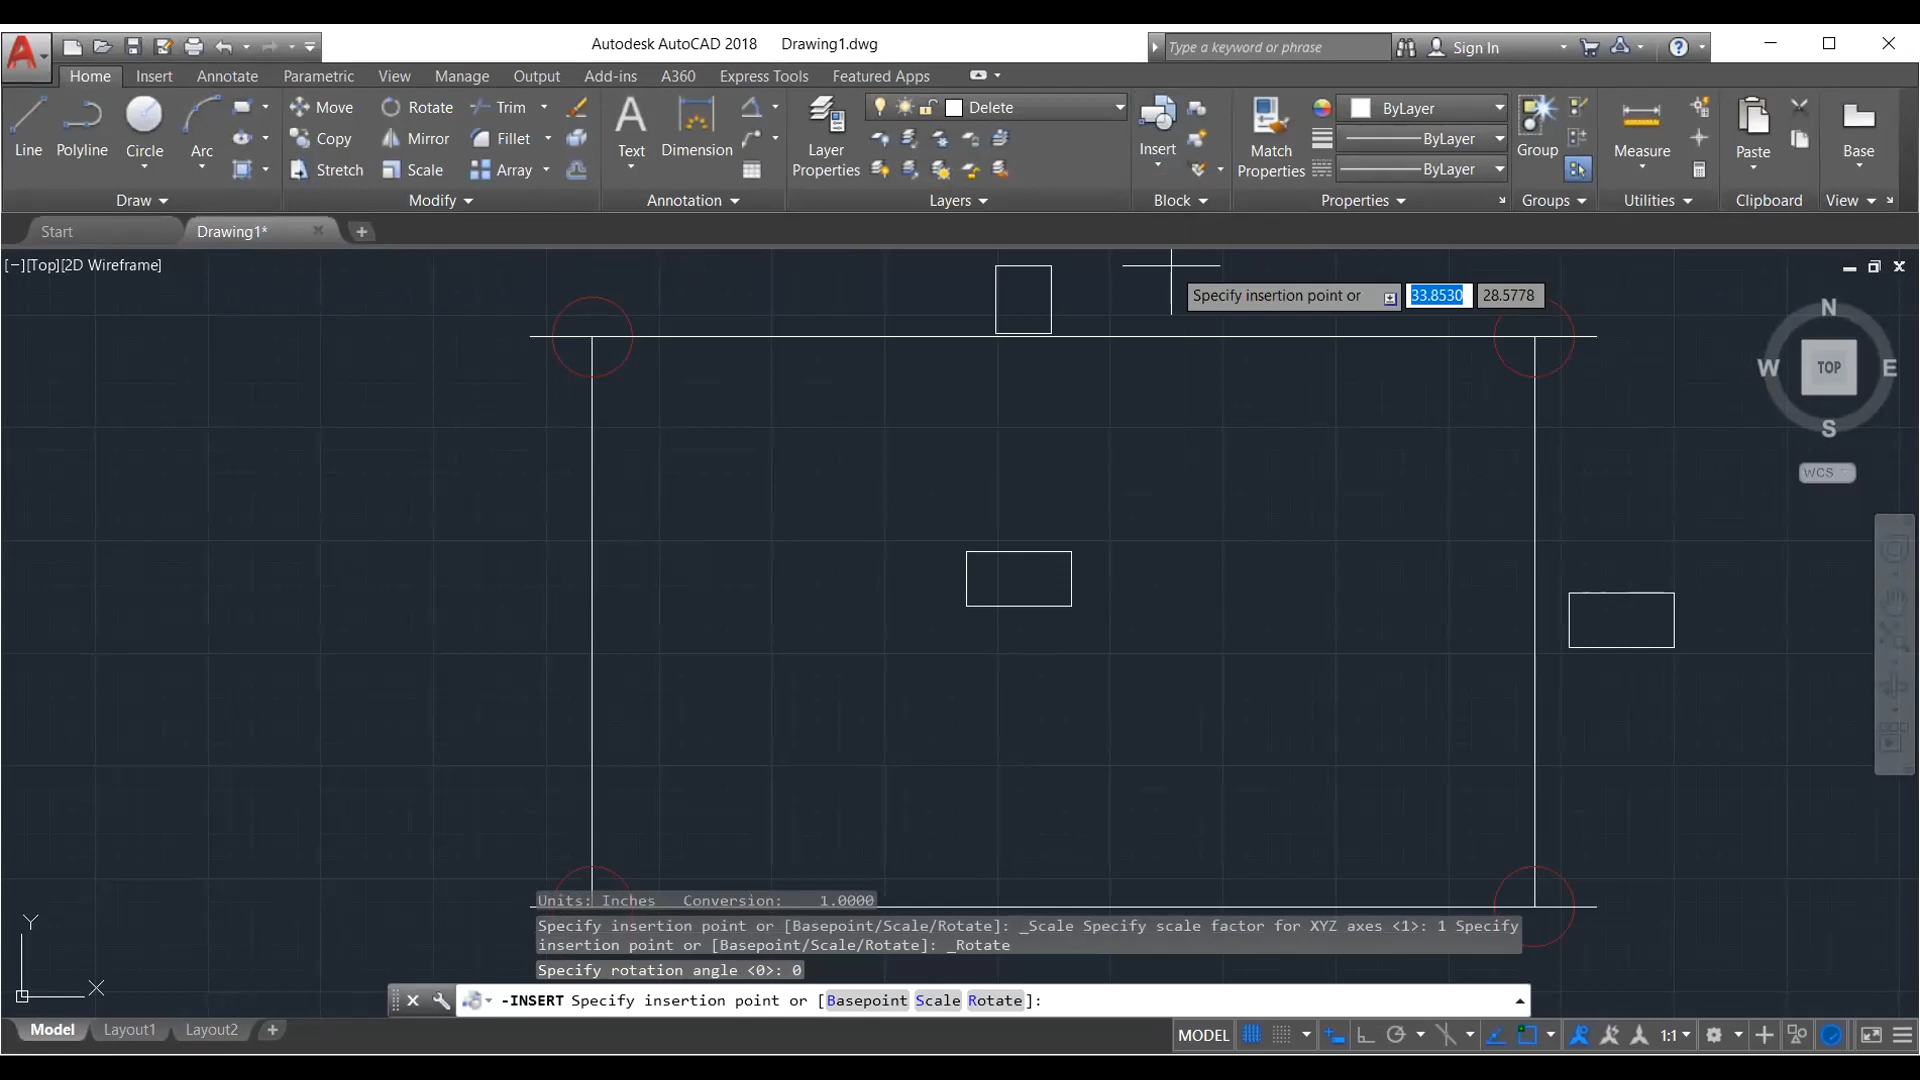 Autodesk AutoCAD 2018 Drawing1.dwg
Type a keyword or phrase
Sign In
Home Insert Annotate Parametric View Manage Output Add-ins A360 Express Tools Featured Apps
Line Polyline Circle Arc
Move Rotate Trim
Copy Mirror Fillet
Stretch Scale Array
Text Dimension
Layer Properties
Delete
Insert
Match Properties
ByLayer
ByLayer
ByLayer
Group
Measure
Paste
Base
Draw Modify Annotation Layers Block Properties Groups Utilities Clipboard View
Start Drawing1*
[−][Top][2D Wireframe]
Specify insertion point or 33.8530 28.5778
N
W TOP E
S
WCS
Units: Inches Conversion: 1.0000
Specify insertion point or [Basepoint/Scale/Rotate]: _Scale Specify scale factor for XYZ axes <1>: 1 Specify
insertion point or [Basepoint/Scale/Rotate]: _Rotate
Specify rotation angle <0>: 0
Y
X
-INSERT Specify insertion point or [Basepoint Scale Rotate]:
Model Layout1 Layout2
MODEL 1:1